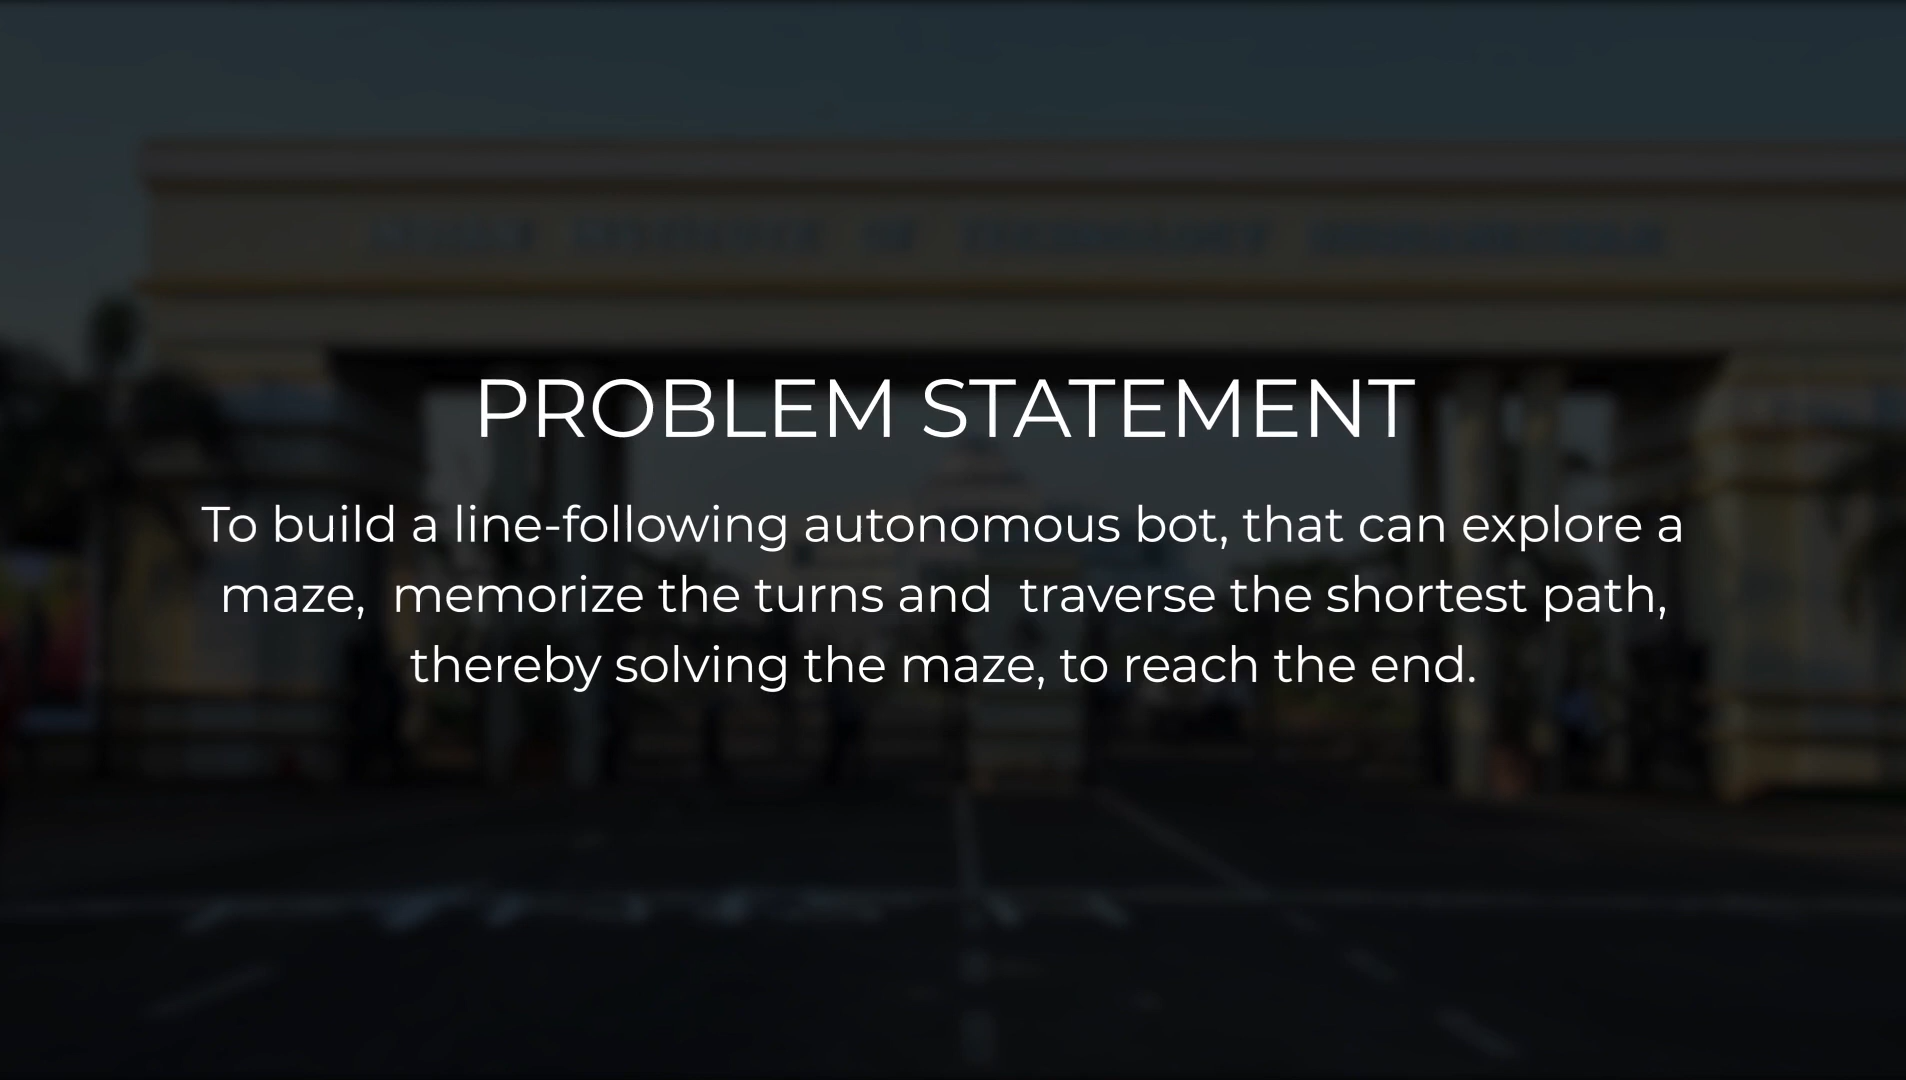 PROBLEM STATEMENT
To build a line-following autonomous bot, that can explore a
maze,  memorize the turns and  traverse the shortest path,
thereby solving the maze, to reach the end.